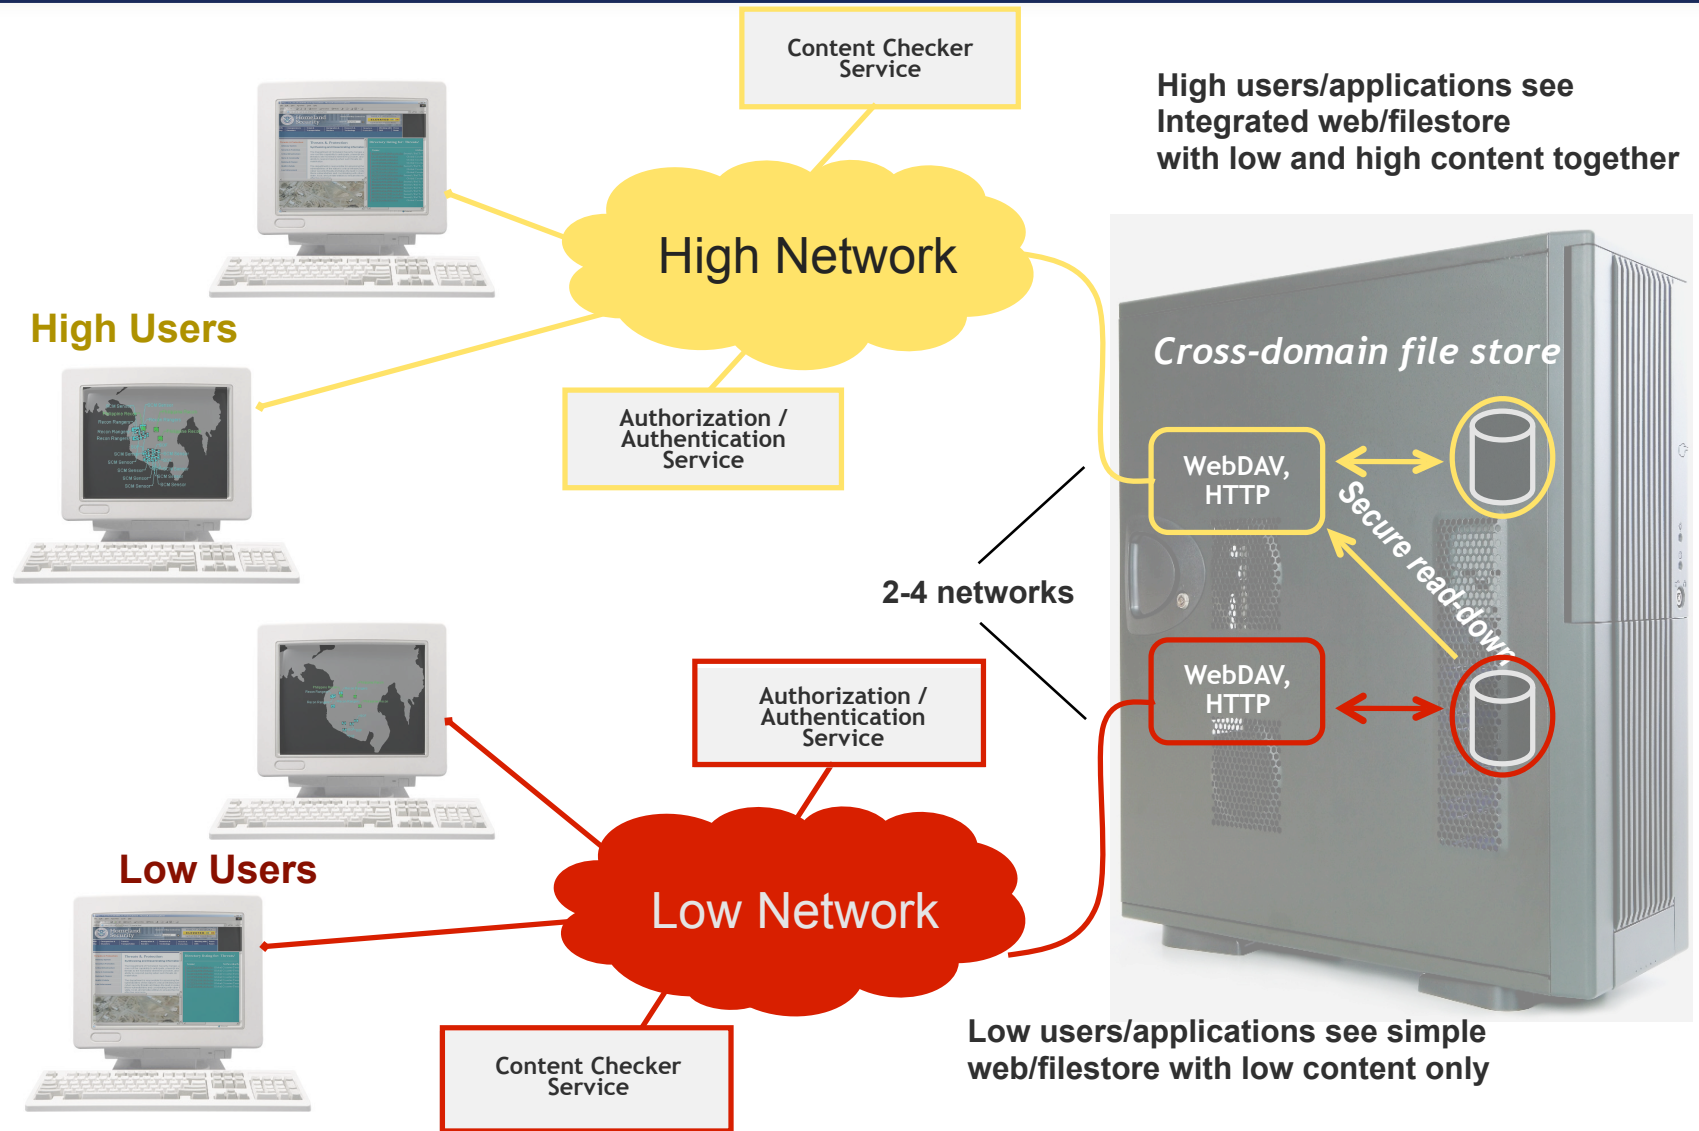 Content Checker
Service
High users/applications see
Integrated web/filestore
with low and high content together
High Network
High Users
Cross-domain file store
Authorization /
Authentication
Service
WebDAV,
HTTP
Secure read-down
2-4 networks
WebDAV,
HTTP
Authorization /
Authentication
Service
Low Users
Low Network
Low users/applications see simple
web/filestore with low content only
Content Checker
Service